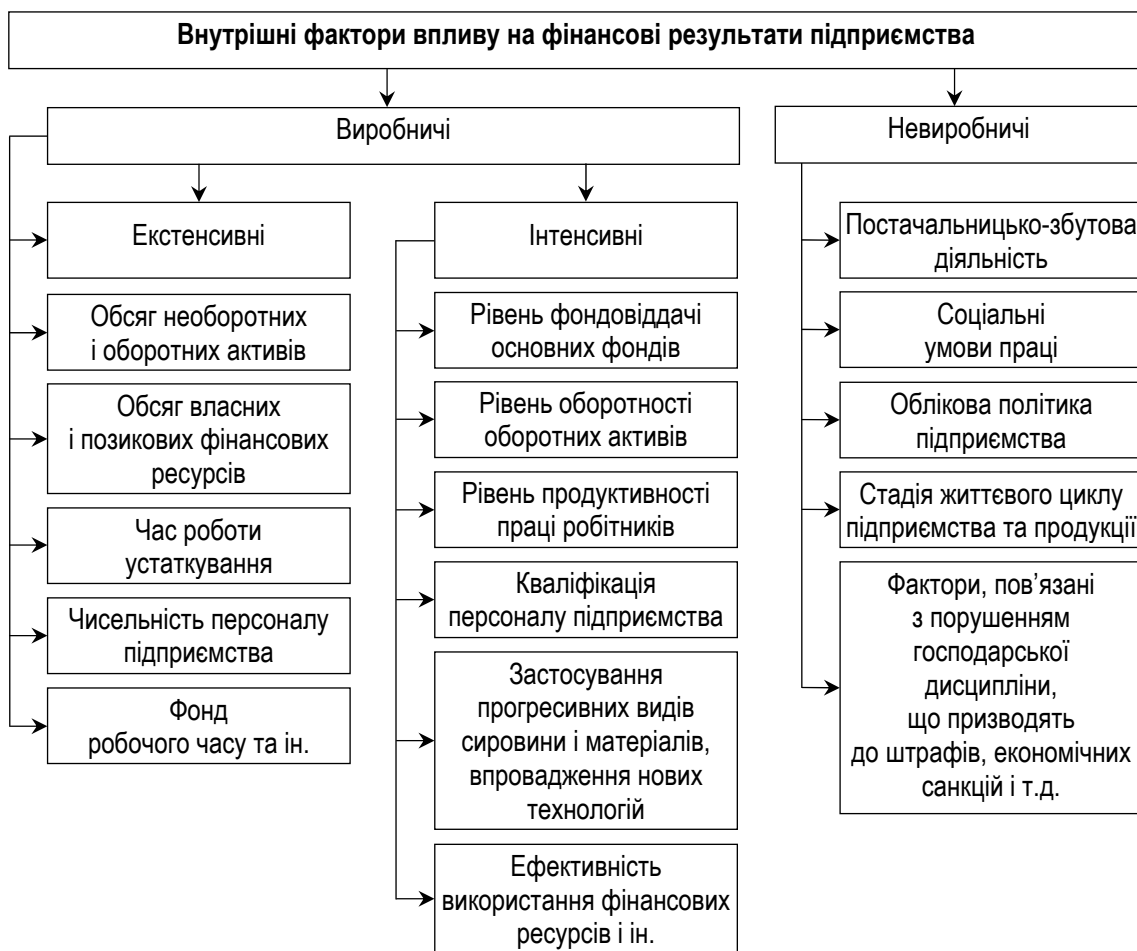 Внутрішні фактори впливу на фінансові результати підприємства
Виробничі
Невиробничі
Екстенсивні
Обсяг необоротних
і оборотних активів
Обсяг власних
і позикових фінансових
ресурсів
Час роботи
устаткування
Чисельність персоналу
підприємства
Фонд
робочого часу та ін.
Інтенсивні
Рівень фондовіддачі
основних фондів
Рівень оборотності
оборотних активів
Рівень продуктивності
праці робітників
Кваліфікація
персоналу підприємства
Застосування
прогресивних видів
сировини і матеріалів,
впровадження нових
технологій
Ефективність
використання фінансових
ресурсів і ін.
Постачальницько-збутова
діяльність
Соціальні
умови праці
Облікова політика
підприємства
Стадія життєвого циклу
підприємства та продукції
Фактори, пов’язані
з порушенням
господарської
дисципліни,
що призводять
до штрафів, економічних
санкцій і т.д.